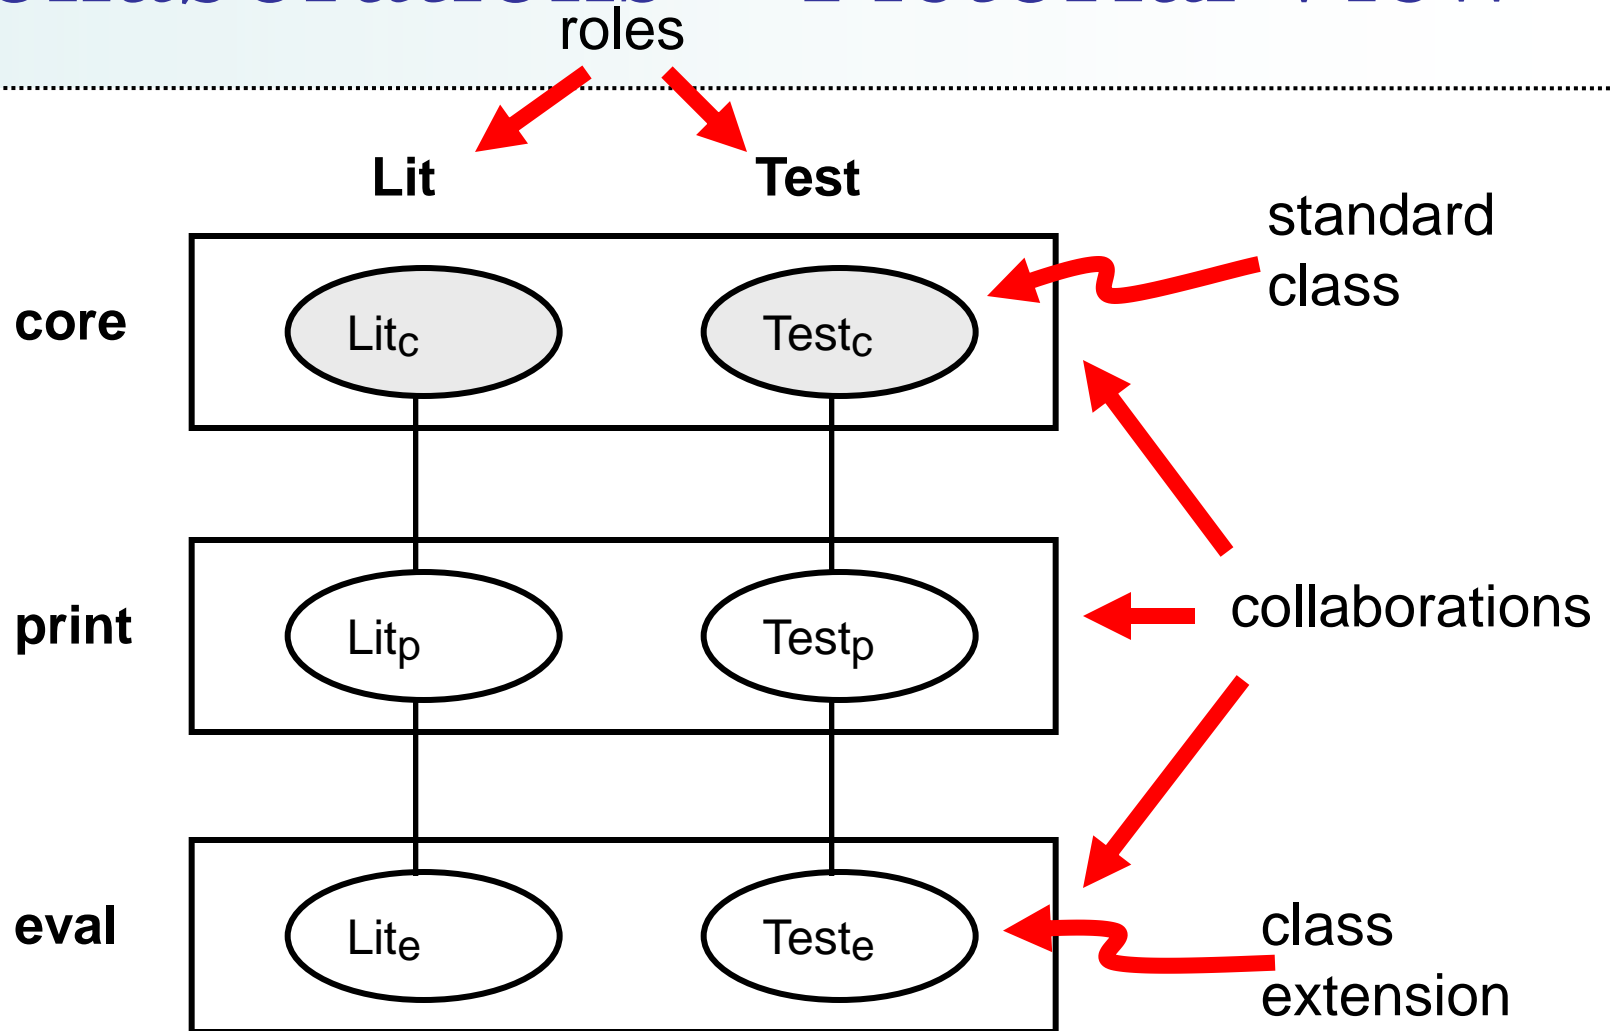 roles
Lit Test
standard
class
core
Litc Testc
print
Litp Testp
collaborations
eval
Lite Teste
class
extension